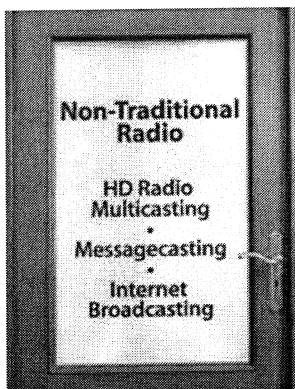 Non-Traditional
Radio
HD Radio
Multicasting
•
Messagecasting
•
Internet
Broadcasting